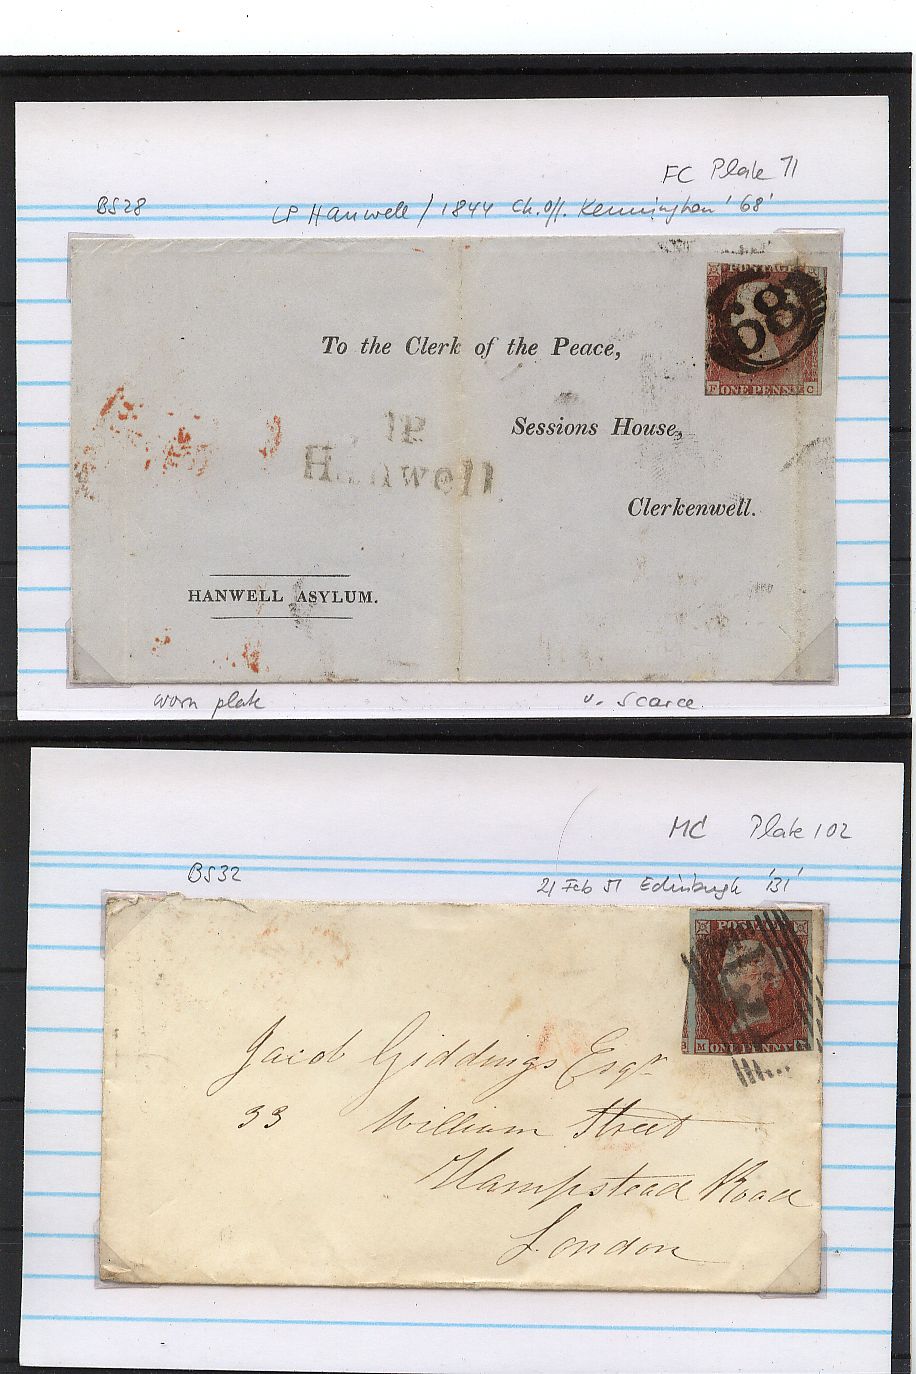 FC Plate 71
BS28 LP Hanwell / 1844 Ch. Off. Kennington '68'
POSTAGE
68
F ONE PENNY C
To the Clerk of the Peace,
Sessions House,
Clerkenwell.
LP
Hanwell
HANWELL ASYLUM.
worn plate v. scarce
MC Plate 102
BS32 21 Feb 51 Edinburgh '131'
POSTAGE
M ONE PENNY
Jacob Giddings Esqr
33 William Street
Hampstead Road
London